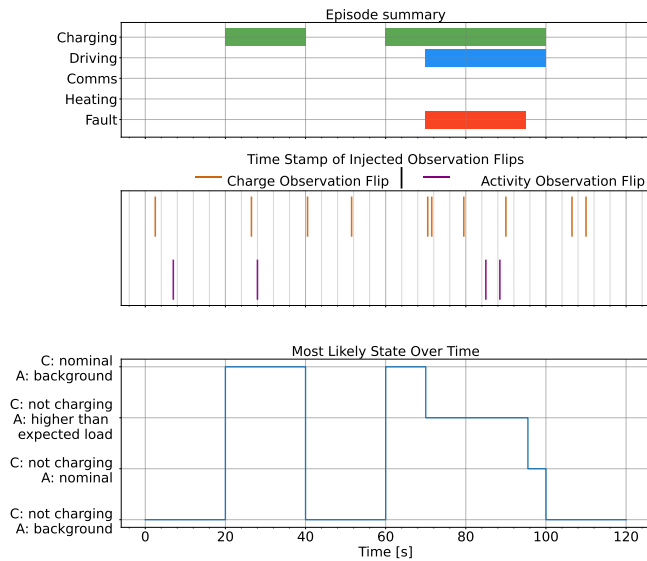 Episode summary
Charging
Driving
Comms
Heating
Fault
Time Stamp of Injected Observation Flips
Charge Observation Flip
Activity Observation Flip
Most Likely State Over Time
C: nominal
A: background
C: not charging
A: higher than
expected load
C: not charging
A: nominal
C: not charging
A: background
0 20 40 60 80 100 120
Time [s]